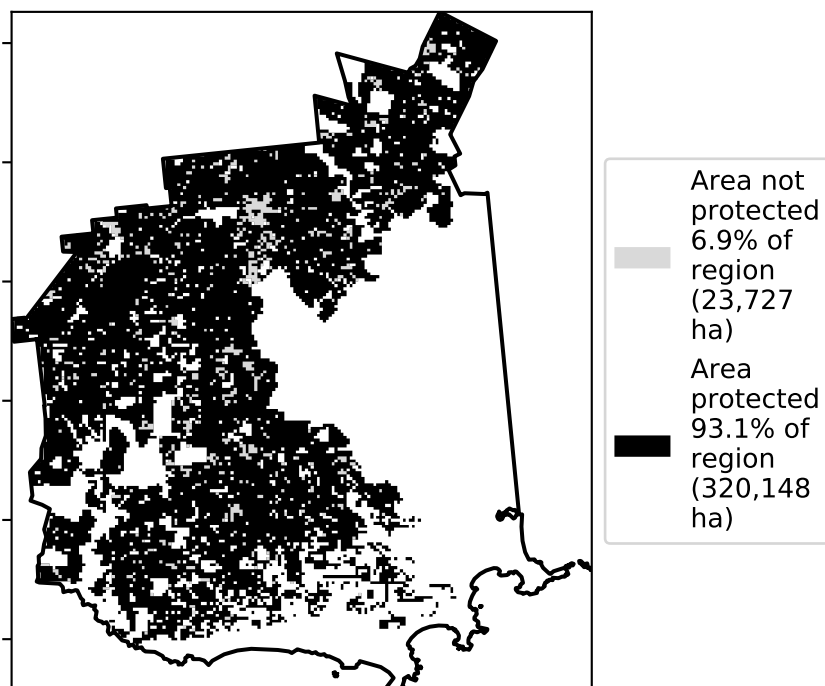 Area not
protected
6.9% of
region
(23,727
ha)
Area
protected
93.1% of
region
(320,148
ha)